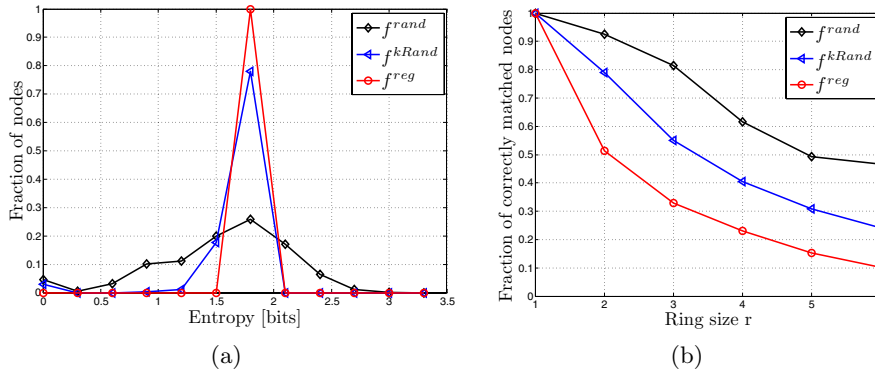 f^rand
f^kRand
f^reg
Fraction of nodes
1
0.9
0.8
0.7
0.6
0.5
0.4
0.3
0.2
0.1
0
0 0.5 1 1.5 2 2.5 3 3.5
Entropy [bits]
(a)
f^rand
f^kRand
f^reg
Fraction of correctly matched nodes
1
0.9
0.8
0.7
0.6
0.5
0.4
0.3
0.2
0.1
0
1 2 3 4 5
Ring size r
(b)